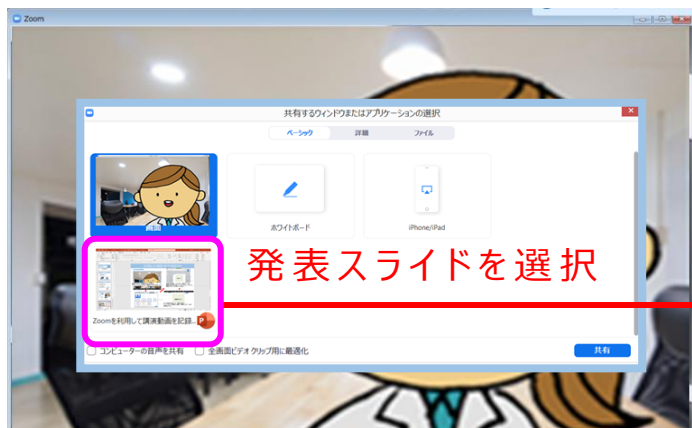 Zoom
共有するウィンドウまたはアプリケーションの選択
ベーシック 詳細 ファイル
ホワイトボード iPhone/iPad
発表スライドを選択
Zoomを利用して講演動画を記録...
コンピューターの音声を共有 全画面ビデオ クリップ用に最適化 共有